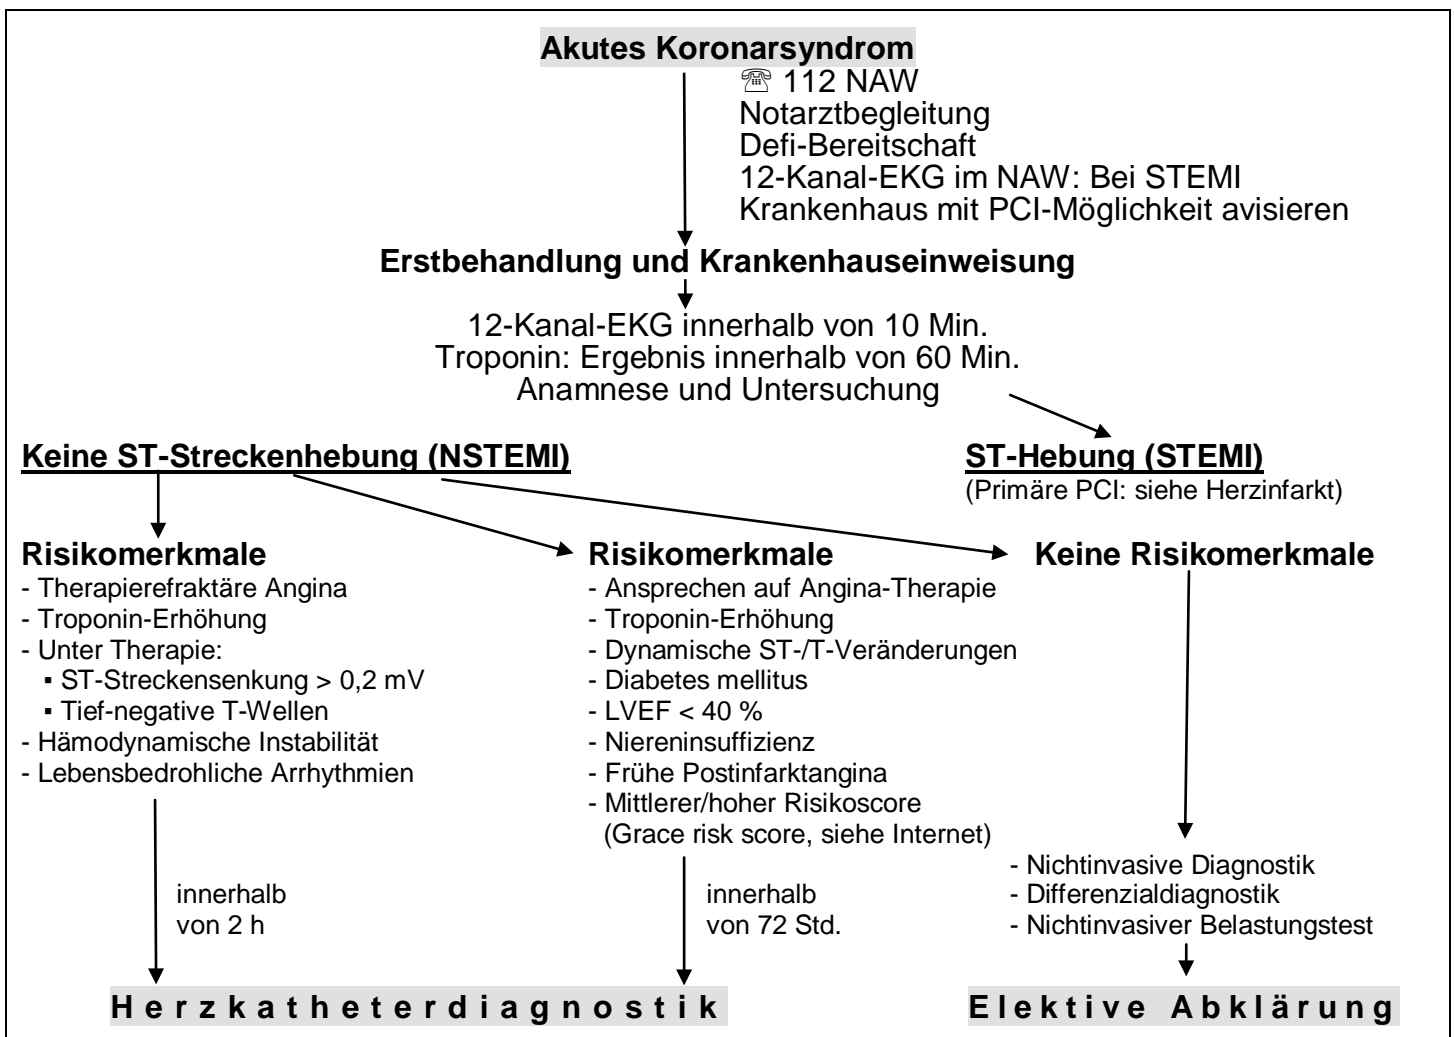 Akutes Koronarsyndrom
☏ 112 NAW
Notarztbegleitung
Defi-Bereitschaft
12-Kanal-EKG im NAW: Bei STEMI
Krankenhaus mit PCI-Möglichkeit avisieren
Erstbehandlung und Krankenhauseinweisung
12-Kanal-EKG innerhalb von 10 Min.
Troponin: Ergebnis innerhalb von 60 Min.
Anamnese und Untersuchung
Keine ST-Streckenhebung (NSTEMI)
ST-Hebung (STEMI)
(Primäre PCI: siehe Herzinfarkt)
Risikomerkmale
- Therapierefraktäre Angina
- Troponin-Erhöhung
- Unter Therapie:
▪ ST-Streckensenkung > 0,2 mV
▪ Tief-negative T-Wellen
- Hämodynamische Instabilität
- Lebensbedrohliche Arrhythmien
innerhalb
von 2 h
Risikomerkmale
- Ansprechen auf Angina-Therapie
- Troponin-Erhöhung
- Dynamische ST-/T-Veränderungen
- Diabetes mellitus
- LVEF < 40 %
- Niereninsuffizienz
- Frühe Postinfarktangina
- Mittlerer/hoher Risikoscore
(Grace risk score, siehe Internet)
innerhalb
von 72 Std.
Keine Risikomerkmale
- Nichtinvasive Diagnostik
- Differenzialdiagnostik
- Nichtinvasiver Belastungstest
Herzkatheterdiagnostik
Elektive Abklärung